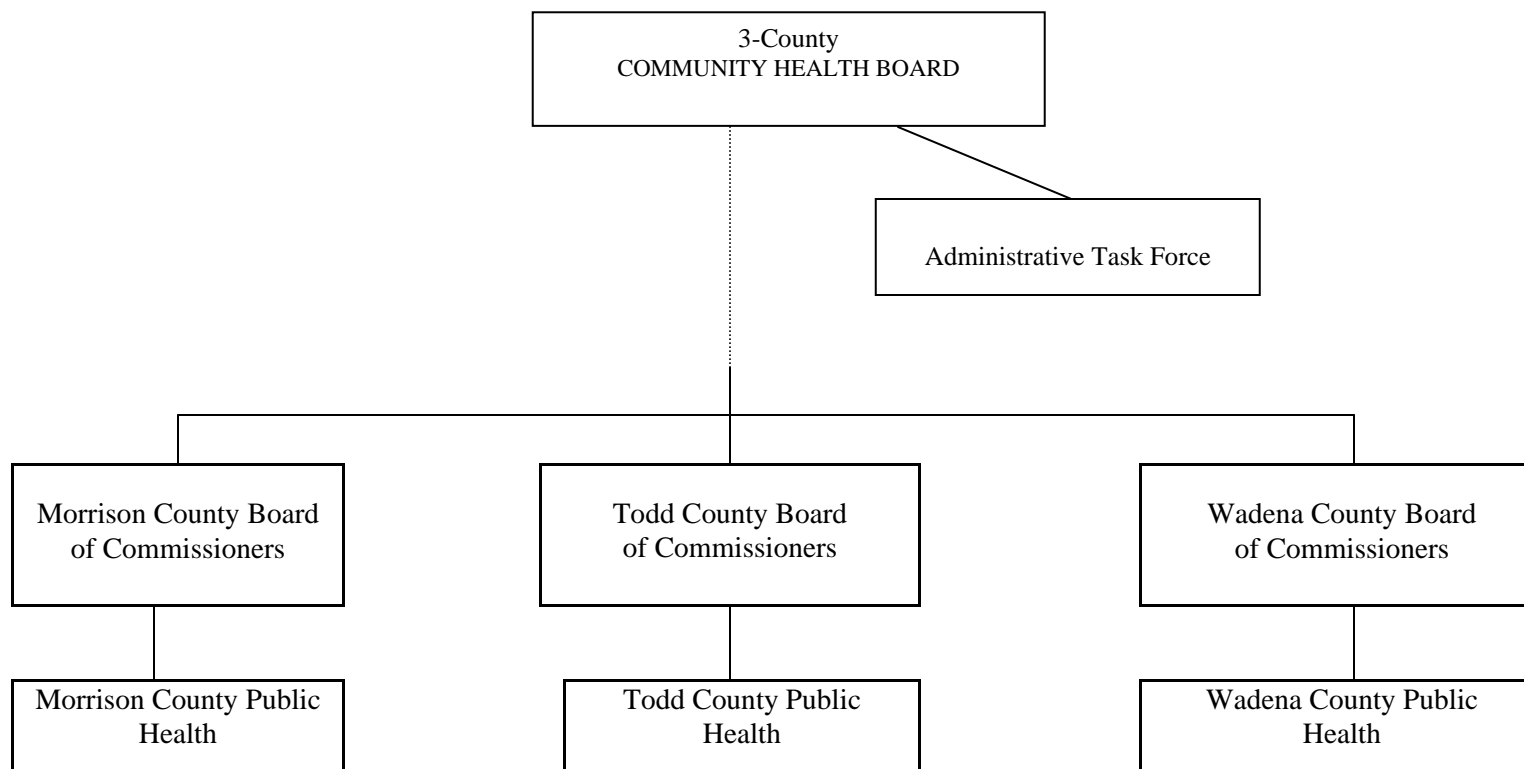 3-County
COMMUNITY HEALTH BOARD
Administrative Task Force
Morrison County Board
of Commissioners
Todd County Board
of Commissioners
Wadena County Board
of Commissioners
Morrison County Public
Health
Todd County Public
Health
Wadena County Public
Health